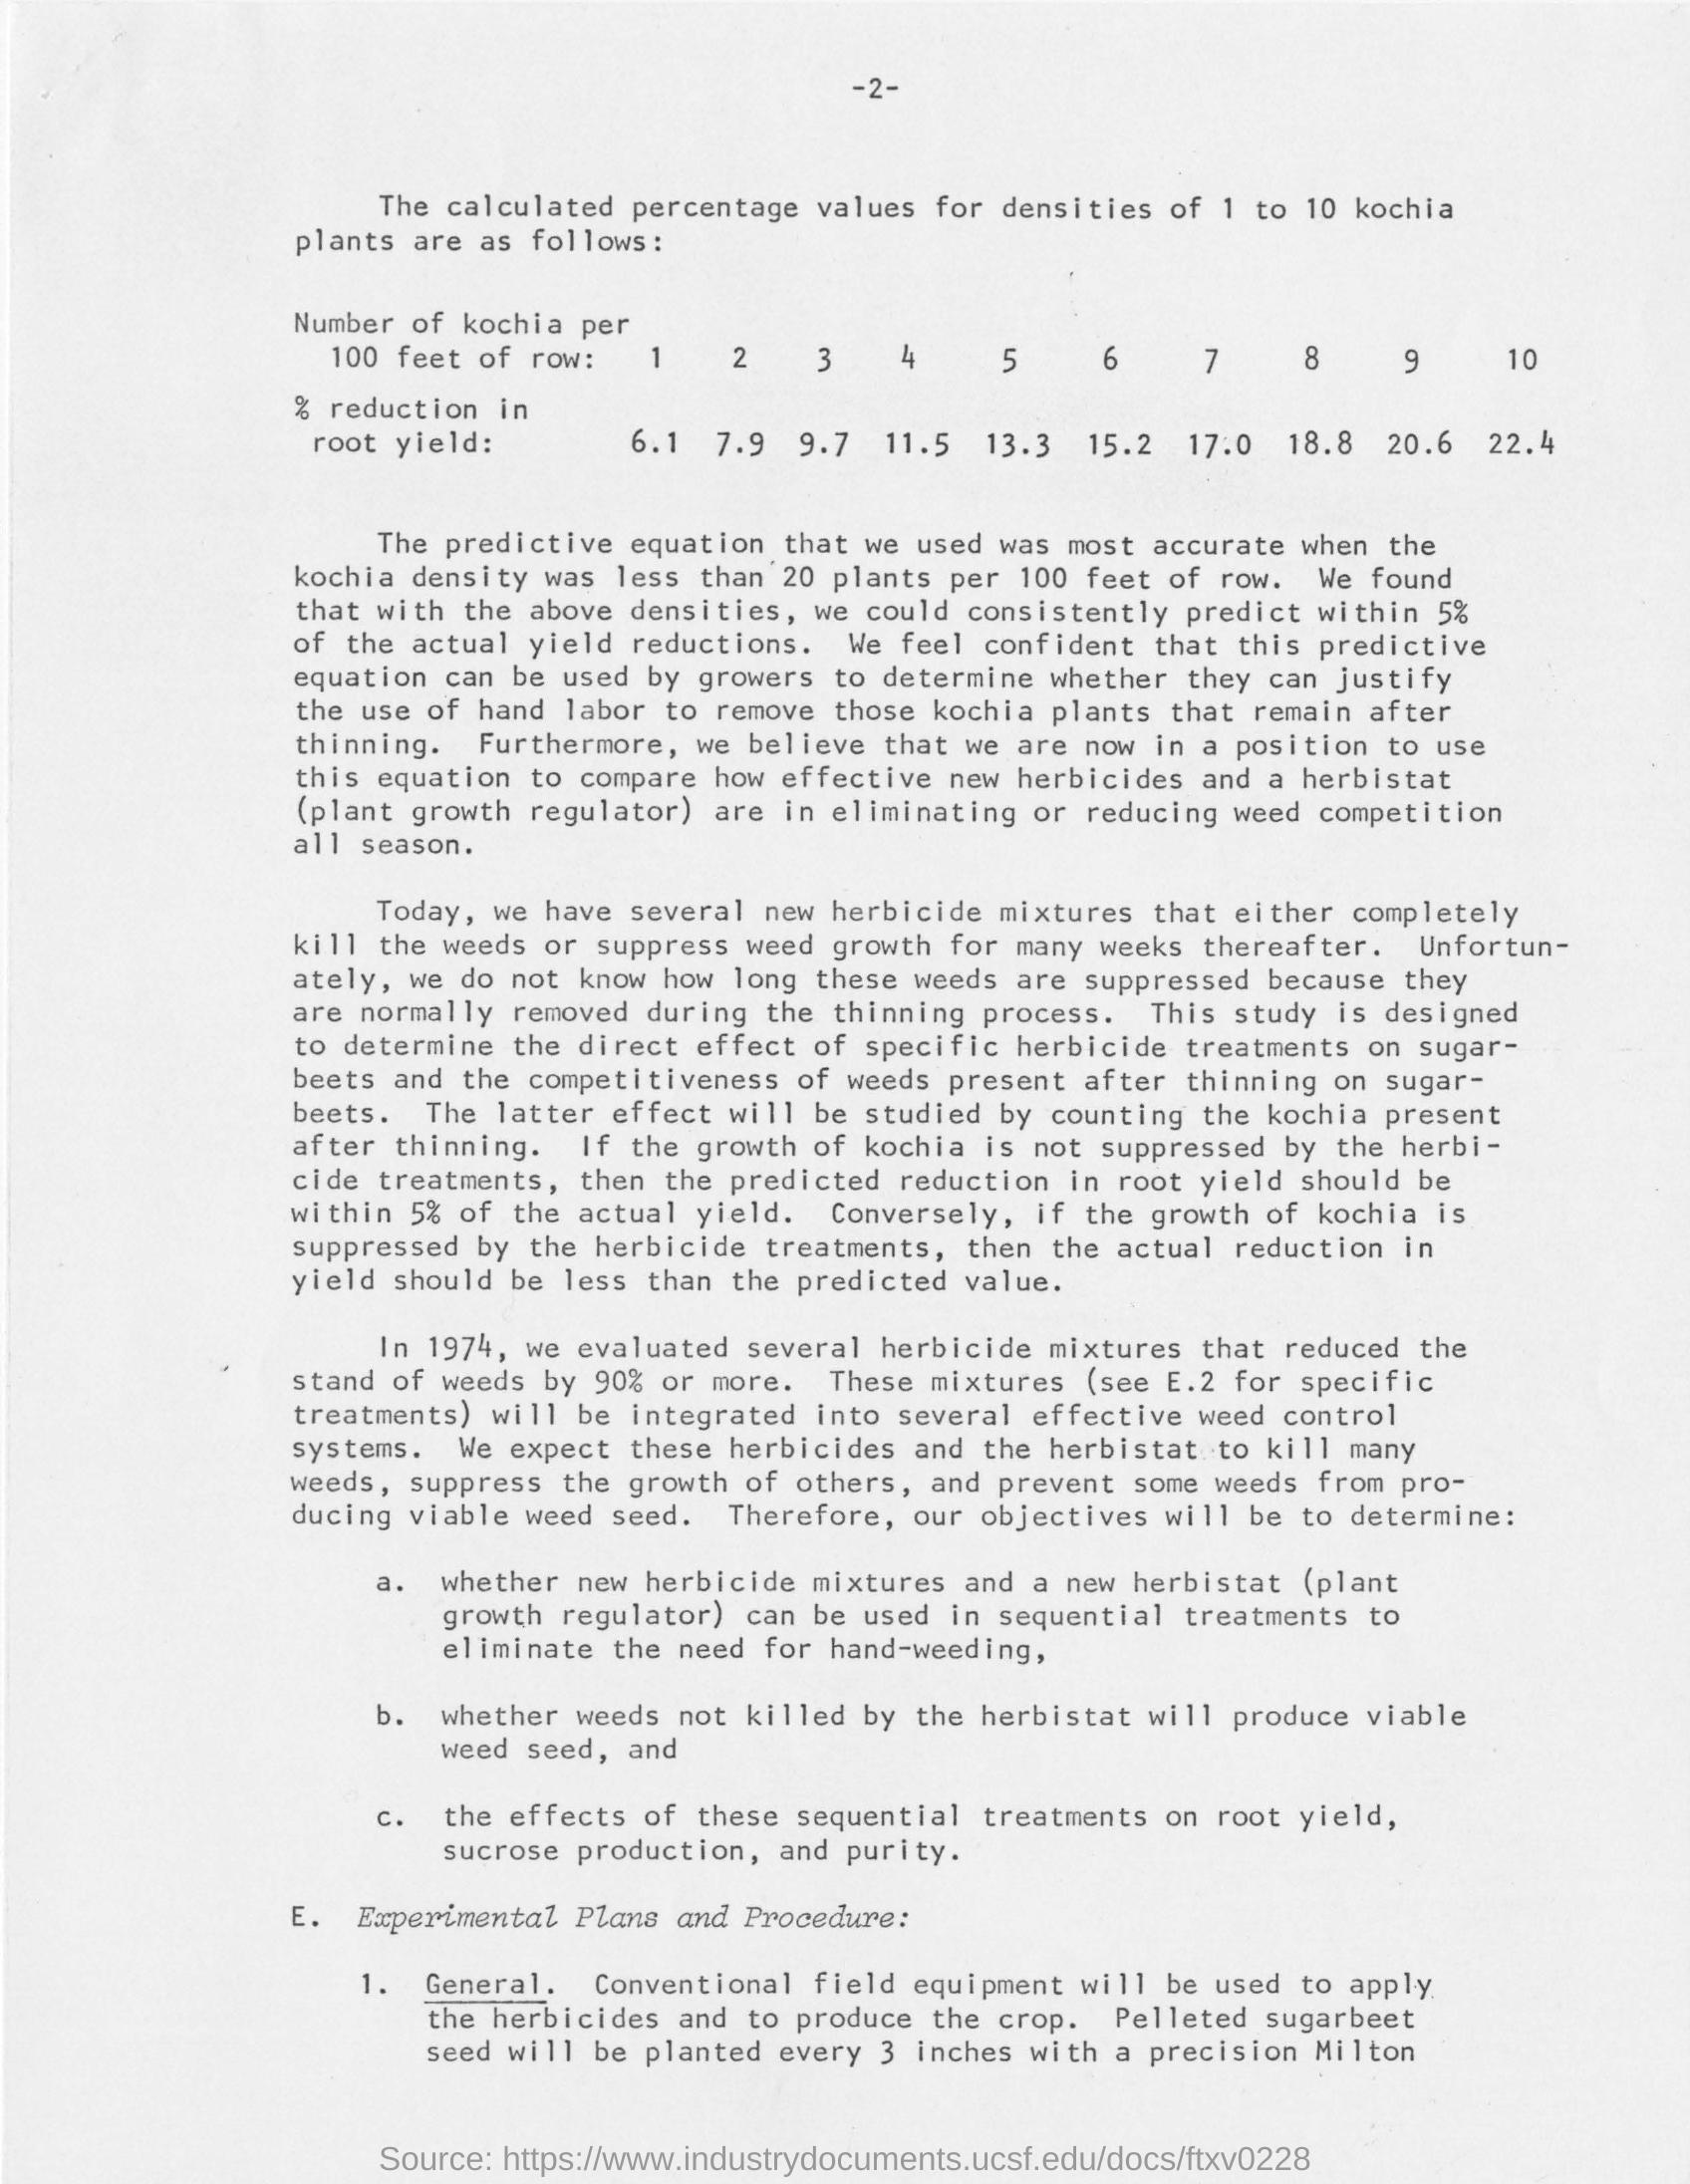 -2-
The calculated percentage values for densities of 1 to 10 kochia
plants are as follows:
Number of kochia per
100 feet of row: 1 2 3 4 5 6 7 8 9 10
% reduction in
root yield: 6.1 7.9 9.7 11.5 13.3 15.2 17.0 18.8 20.6 22.4
The predictive equation that we used was most accurate when the
kochia density was less than 20 plants per 100 feet of row. We found
that with the above densities, we could consistently predict within 5%
of the actual yield reductions. We feel confident that this predictive
equation can be used by growers to determine whether they can justify
the use of hand labor to remove those kochia plants that remain after
thinning. Furthermore, we believe that we are now in a position to use
this equation to compare how effective new herbicides and a herbistat
(plant growth regulator) are in eliminating or reducing weed competition
all season.
Today, we have several new herbicide mixtures that either completely
kill the weeds or suppress weed growth for many weeks thereafter. Unfortun-
ately, we do not know how long these weeds are suppressed because they
are normally removed during the thinning process. This study is designed
to determine the direct effect of specific herbicide treatments on sugar-
beets and the competitiveness of weeds present after thinning on sugar-
beets. The latter effect will be studied by counting the kochia present
after thinning. If the growth of kochia is not suppressed by the herbi-
cide treatments, then the predicted reduction in root yield should be
within 5% of the actual yield. Conversely, if the growth of kochia is
suppressed by the herbicide treatments, then the actual reduction in
yield should be less than the predicted value.
In 1974, we evaluated several herbicide mixtures that reduced the
stand of weeds by 90% or more. These mixtures (see E.2 for specific
treatments) will be integrated into several effective weed control
systems. We expect these herbicides and the herbistat to kill many
weeds, suppress the growth of others, and prevent some weeds from pro-
ducing viable weed seed. Therefore, our objectives will be to determine:
a. whether new herbicide mixtures and a new herbistat (plant
growth regulator) can be used in sequential treatments to
eliminate the need for hand-weeding,
b. whether weeds not killed by the herbistat will produce viable
weed seed, and
c. the effects of these sequential treatments on root yield,
sucrose production, and purity.
E. Experimental Plans and Procedure:
1. General. Conventional field equipment will be used to apply
the herbicides and to produce the crop. Pelleted sugarbeet
seed will be planted every 3 inches with a precision Milton
Source: https://www.industrydocuments.ucsf.edu/docs/ftxv0228